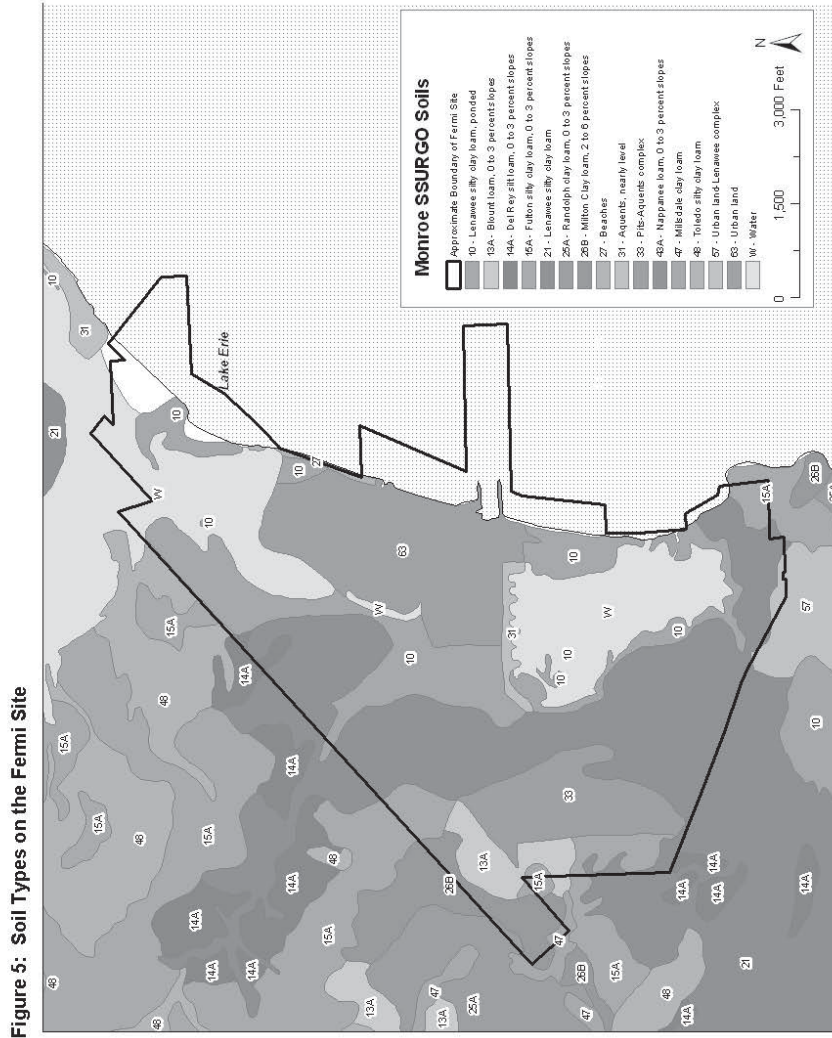 Figure 5: Soil Types on the Fermi Site
48
15A
15A
10
21
48
48
48
W
31
15A
10
10
14A
15A
14A
14A
14A
14A
14A
Lake Erie
10
27
15A
48
13A
W
63
47
10
13A
26B
25A
13A
15A
31
47
33
10
10
10
47
26B
15A
W
48
10
14A
14A
14A
14A
21
15A
14A
57
10
26B
Monroe SSURGO Soils
Approximate Boundary of Fermi Site
10 - Lenawee silty clay loam, ponded
13A - Blount loam, 0 to 3 percent slopes
14A - Del Rey silt loam, 0 to 3 percent slopes
15A - Fulton silty clay loam, 0 to 3 percent slopes
21 - Lenawee silty clay loam
25A - Randolph clay loam, 0 to 3 percent slopes
26B - Milton Clay loam, 2 to 6 percent slopes
27 - Beaches
31 - Aquents, nearly level
33 - Pits-Aquents complex
43A - Nappanee loam, 0 to 3 percent slopes
47 - Millsdale clay loam
48 - Toledo silty clay loam
57 - Urban land-Lenawee complex
63 - Urban land
W - Water
0 1,500 3,000 Feet
N